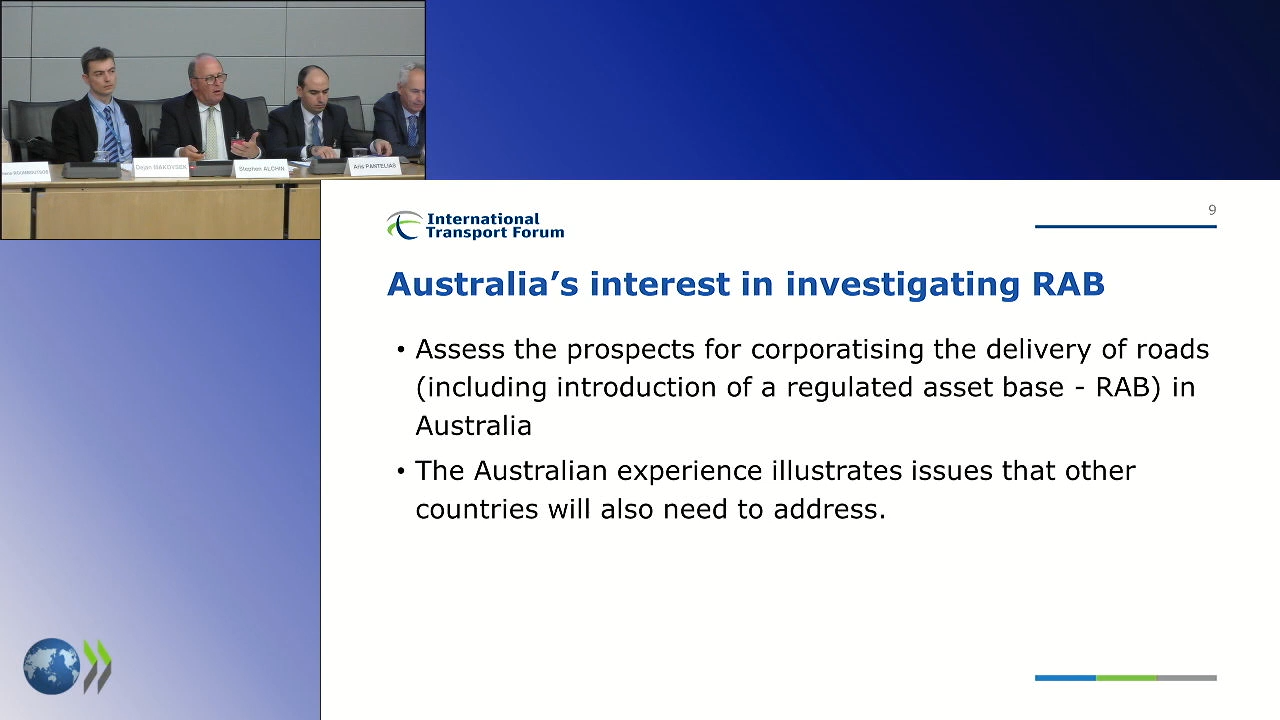 Dejan MAKOVSEK
Stephen ALCHIN
Aris PANTELIAS
International
Transport Forum
9
Australia’s interest in investigating RAB
• Assess the prospects for corporatising the delivery of roads
(including introduction of a regulated asset base - RAB) in
Australia
• The Australian experience illustrates issues that other
countries will also need to address.